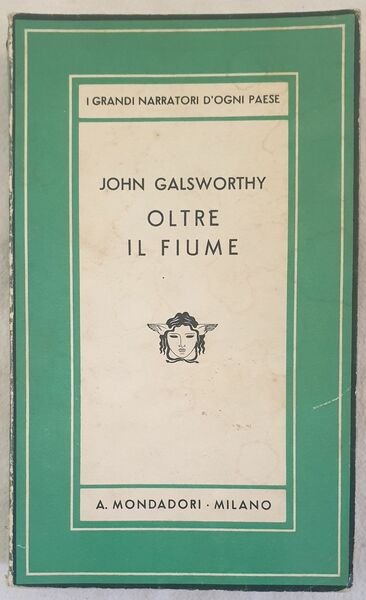 I GRANDI NARRATORI D'OGNI PAESE
JOHN GALSWORTHY
OLTRE
IL FIUME
A. MONDADORI · MILANO